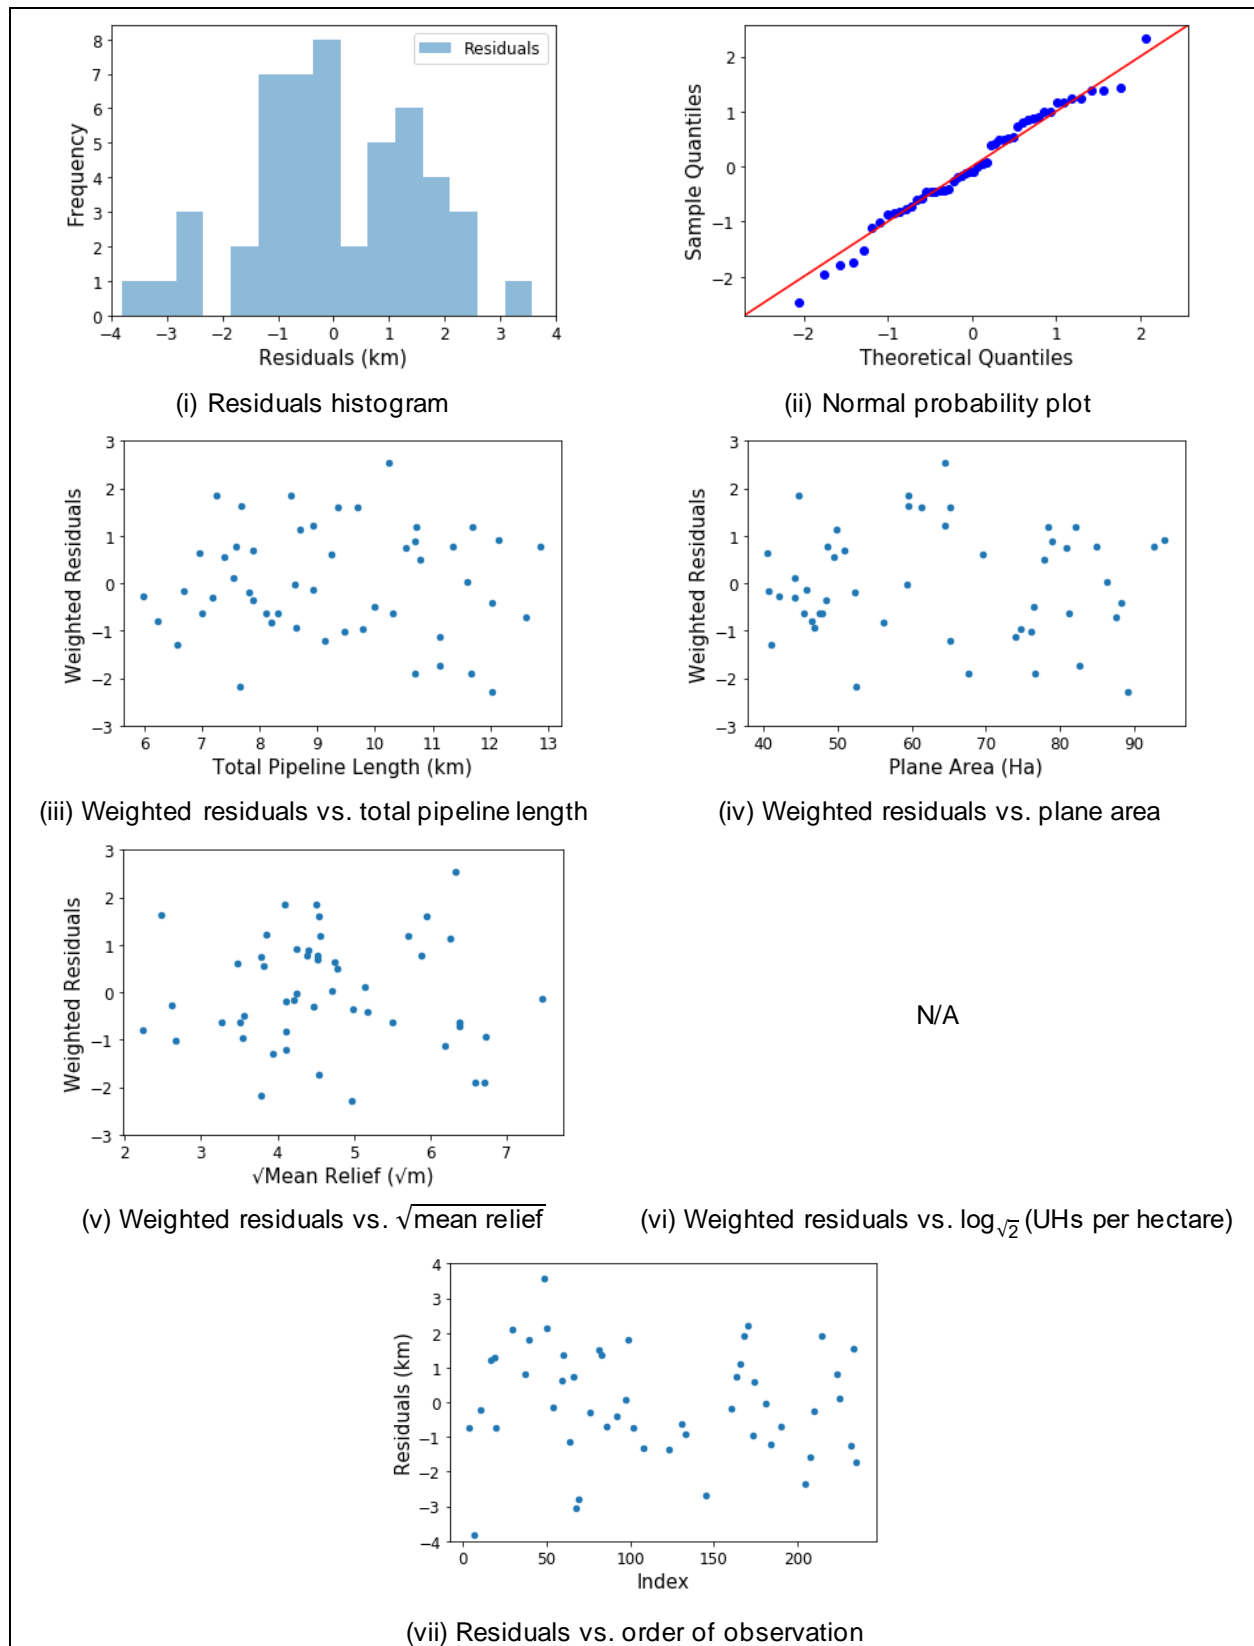 8
7
6
5
4
3
2
1
0
Frequency
Residuals
−4 −3 −2 −1 0 1 2 3 4
Residuals (km)
(i) Residuals histogram
2
1
0
−1
−2
Sample Quantiles
−2 −1 0 1 2
Theoretical Quantiles
(ii) Normal probability plot
3
2
1
0
−1
−2
−3
Weighted Residuals
6 7 8 9 10 11 12 13
Total Pipeline Length (km)
(iii) Weighted residuals vs. total pipeline length
3
2
1
0
−1
−2
−3
Weighted Residuals
40 50 60 70 80 90
Plane Area (Ha)
(iv) Weighted residuals vs. plane area
3
2
1
0
−1
−2
−3
Weighted Residuals
2 3 4 5 6 7
√Mean Relief (√m)
(v) Weighted residuals vs. √mean relief
N/A
(vi) Weighted residuals vs. log√2 (UHs per hectare)
4
3
2
1
0
−1
−2
−3
−4
Residuals (km)
0 50 100 150 200
Index
(vii) Residuals vs. order of observation